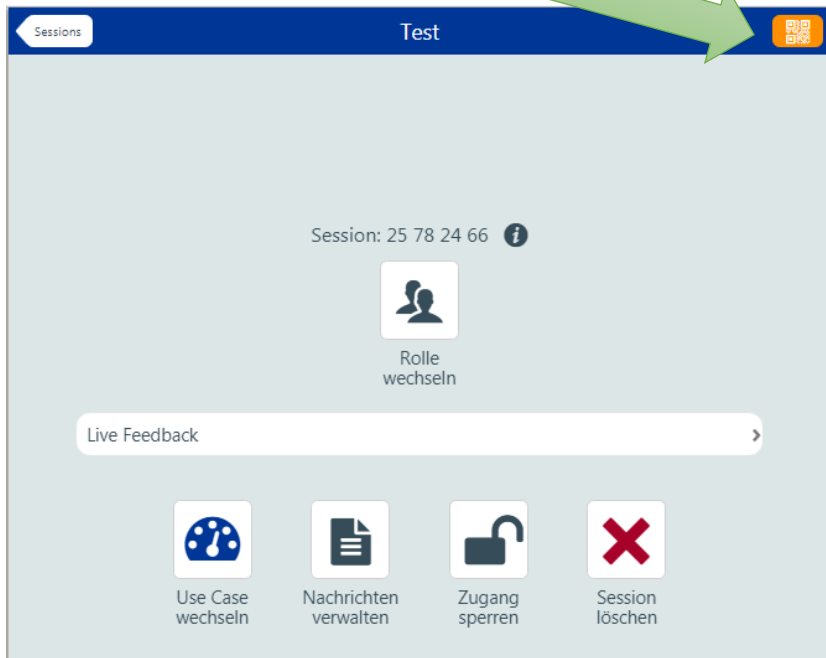 Sessions
Test
Session: 25 78 24 66
Rolle
wechseln
Live Feedback
Use Case
wechseln
Nachrichten
verwalten
Zugang
sperren
Session
löschen